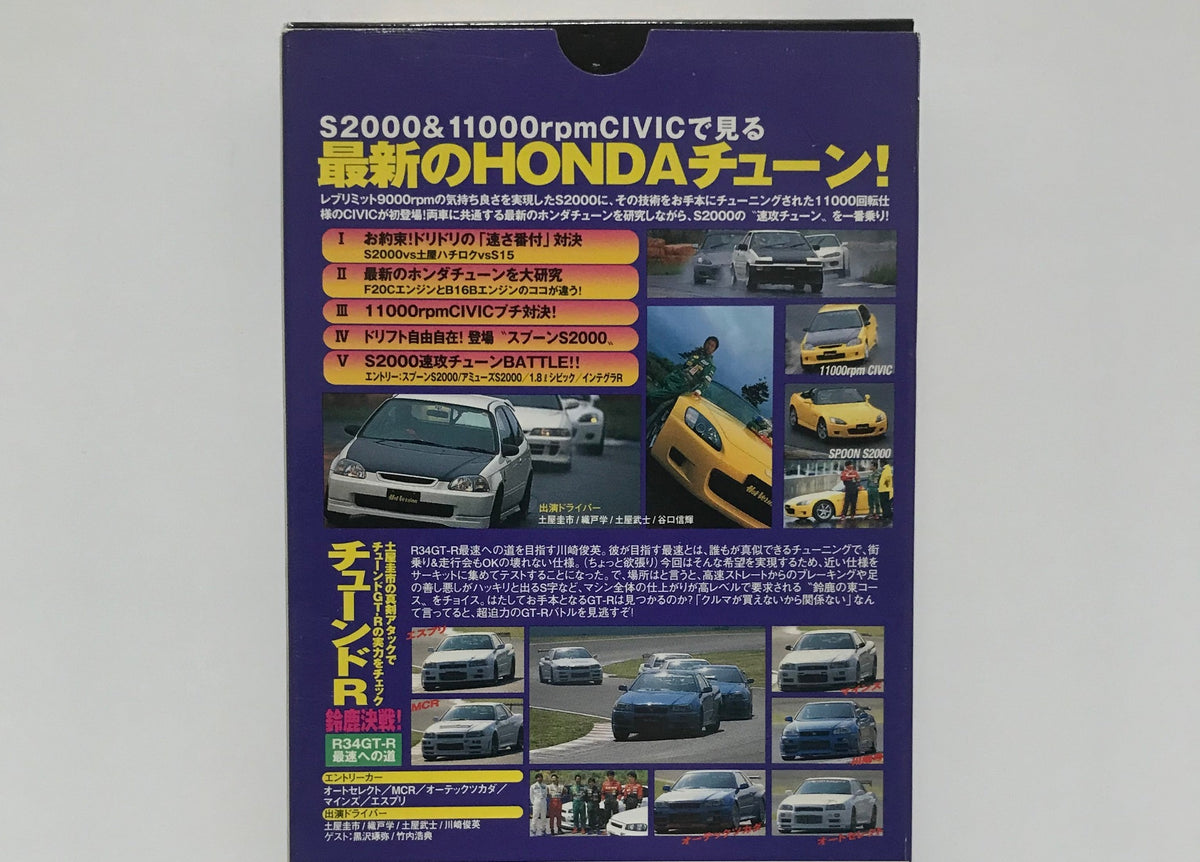 S2000&11000rpmCIVICで見る
最新のHONDAチューン!
レブリミット9000rpmの気持ち良さを実現したS2000に、その技術をお手本にチューニングされた11000回転仕
様のCIVICが初登場!両車に共通する最新のホンダチューンを研究しながら、S2000の〝速攻チューン〟を一番乗り!
I お約束!ドリドリの「速さ番付」対決
S2000vs土屋ハチロクvsS15
II 最新のホンダチューンを大研究
F20CエンジンとB16Bエンジンのココが違う!
III 11000rpmCIVICプチ対決!
IV ドリフト自由自在! 登場〝スプーンS2000〟
V S2000速攻チューンBATTLE!!
エントリー:スプーンS2000/アミューズS2000/1.8ℓシビック/インテグラR
11000rpm CIVIC
SPOON S2000
Hot Version
Hot Version
出演ドライバー
土屋圭市/織戸学/土屋武士/谷口信輝
土屋圭市の真剣アタックで
チューンドGT-Rの実力をチェック
チューンドR
鈴鹿決戦!
R34GT-R
最速への道
R34GT-R最速への道を目指す川崎俊英。彼が目指す最速とは、誰もが真似できるチューニングで、街
乗り&走行会もOKの壊れない仕様。(ちょっと欲張り)今回はそんな希望を実現するため、近い仕様を
サーキットに集めてテストすることになった。で、場所はと言うと、高速ストレートからのブレーキングや足
の善し悪しがハッキリと出るS字など、マシン全体の仕上がりが高レベルで要求される〝鈴鹿の東コー
ス〟をチョイス。はたしてお手本となるGT-Rは見つかるのか?「クルマが買えないから関係ない」なん
て言ってると、超迫力のGT-Rバトルを見逃すぞ!
エスプリ
マインズ
MCR
川崎号
オーテックツカダ
オートセレクト
エントリーカー
オートセレクト/MCR/オーテックツカダ/
マインズ/エスプリ
出演ドライバー
土屋圭市/織戸学/土屋武士/川崎俊英
ゲスト:黒沢琢弥/竹内浩典